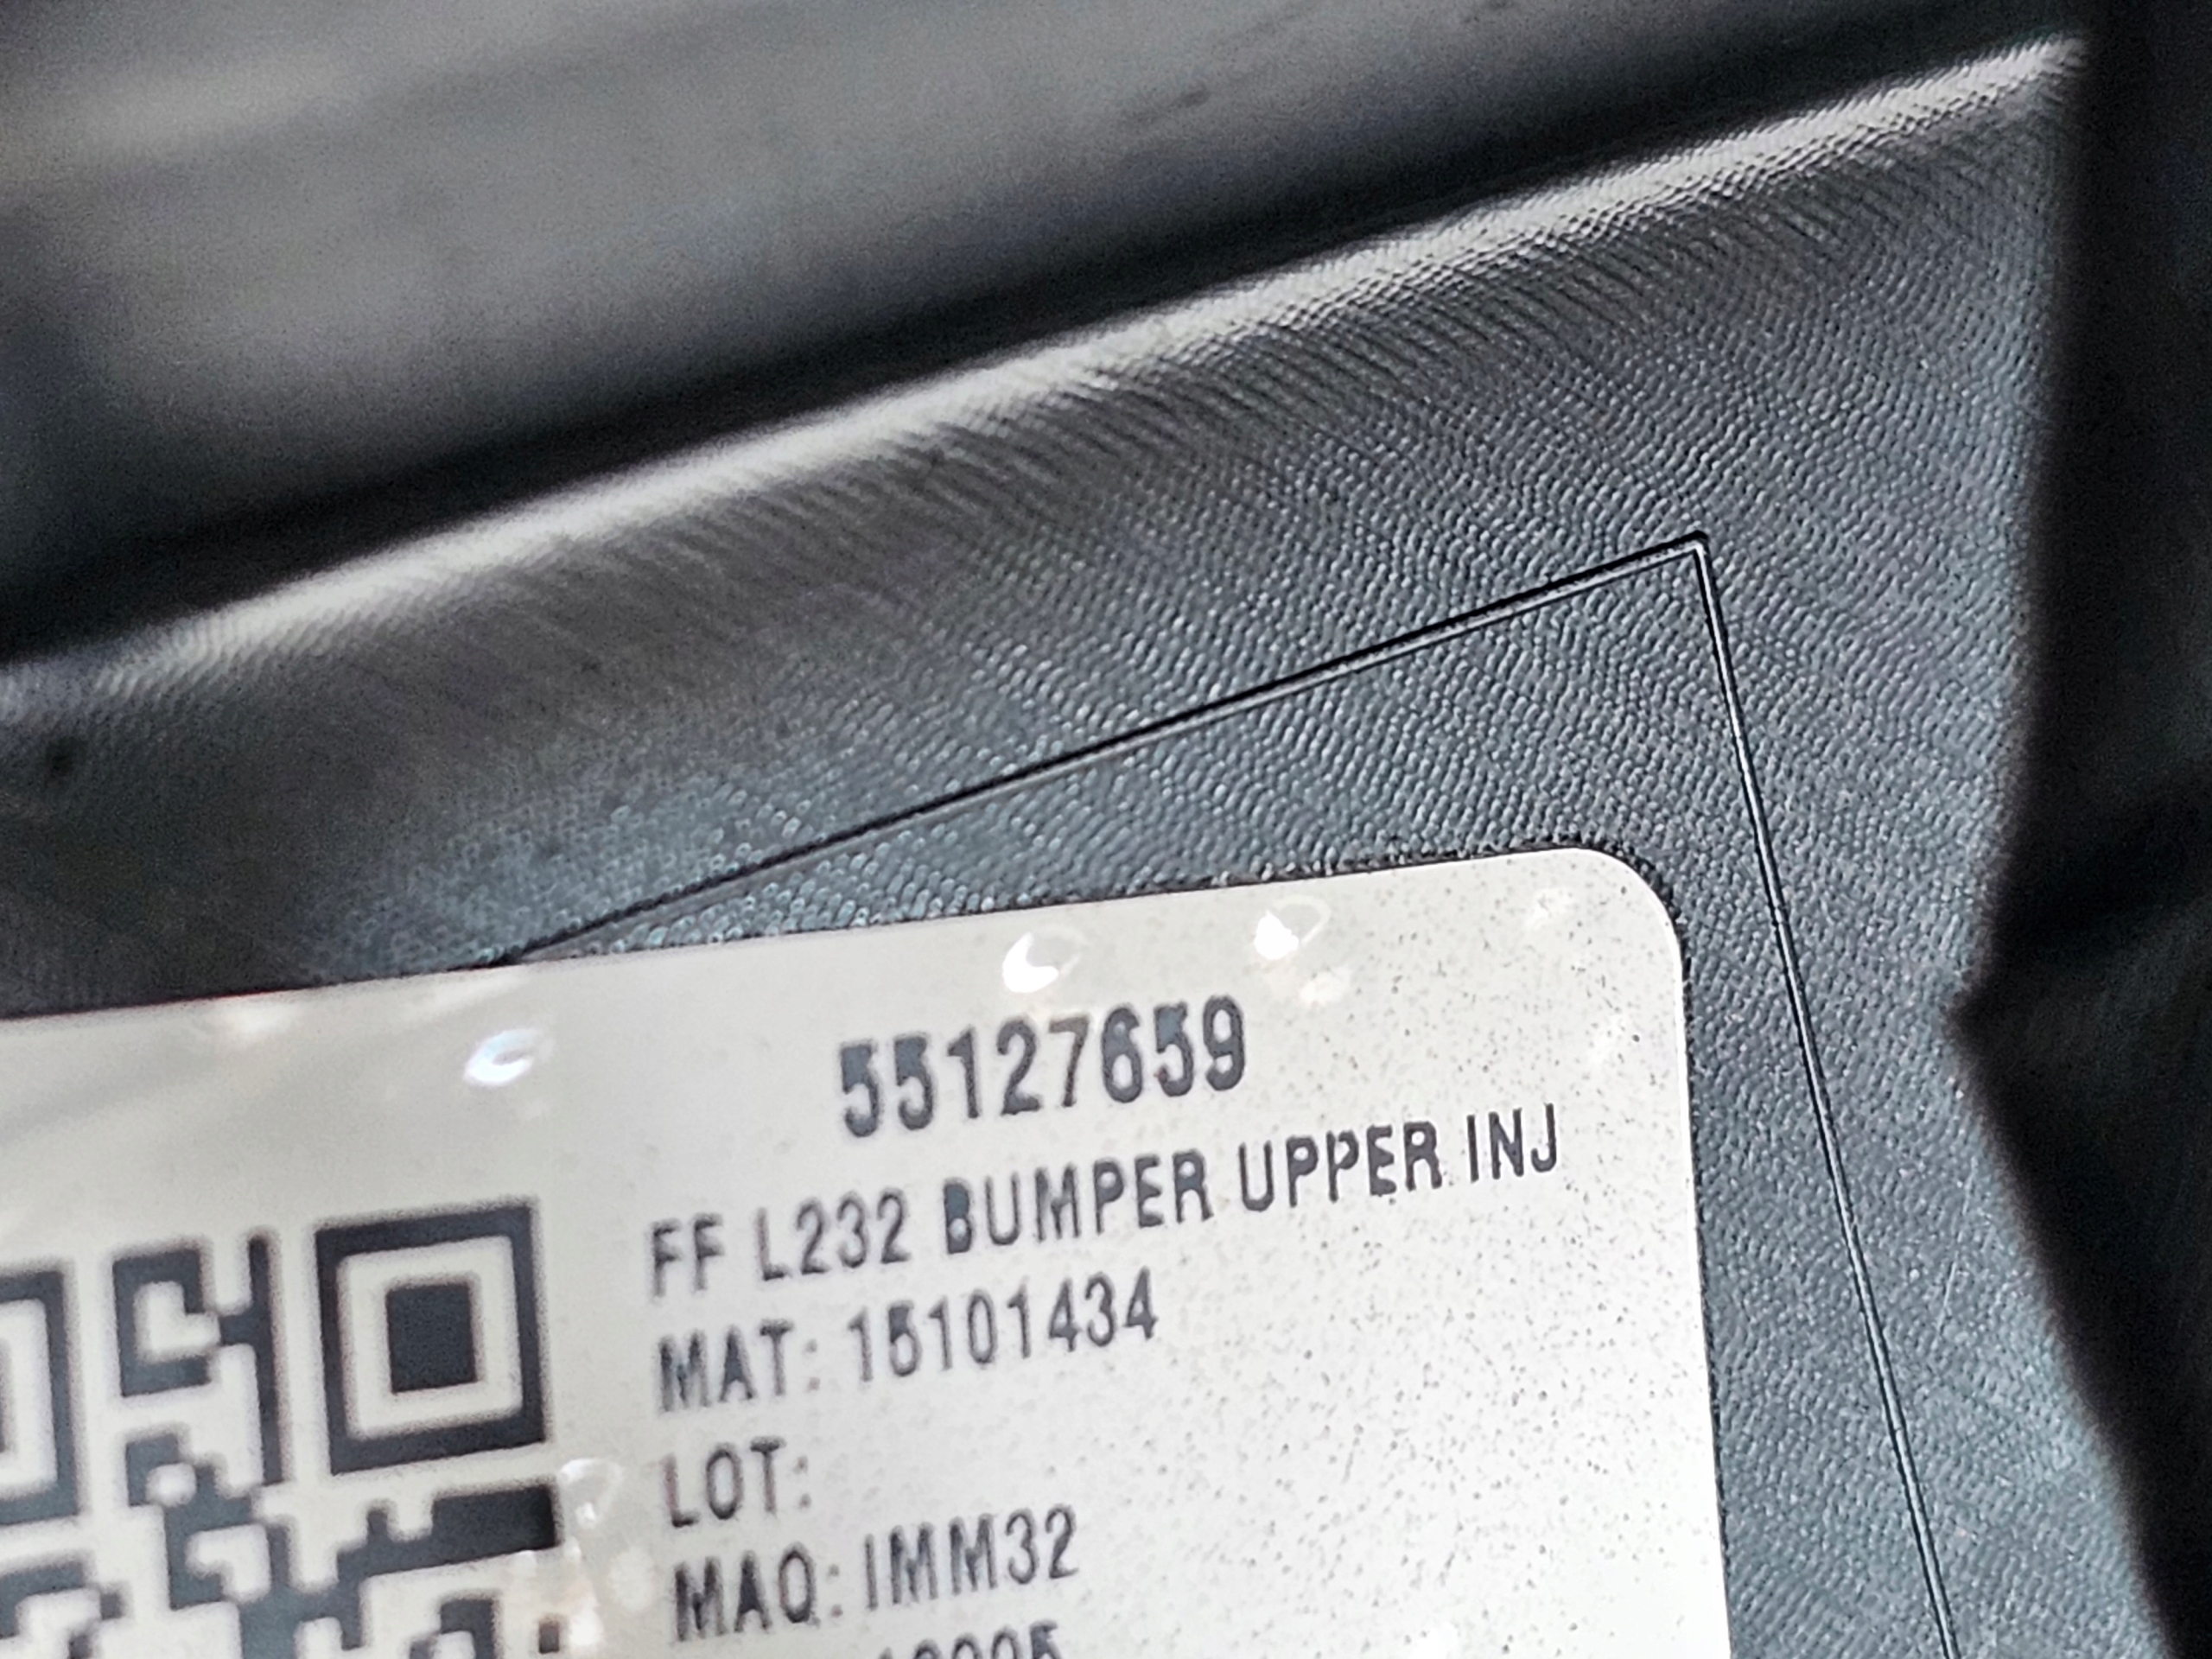 55127659
FF L232 BUMPER UPPER INJ
MAT: 15101434
LOT:
MAQ: IMM32